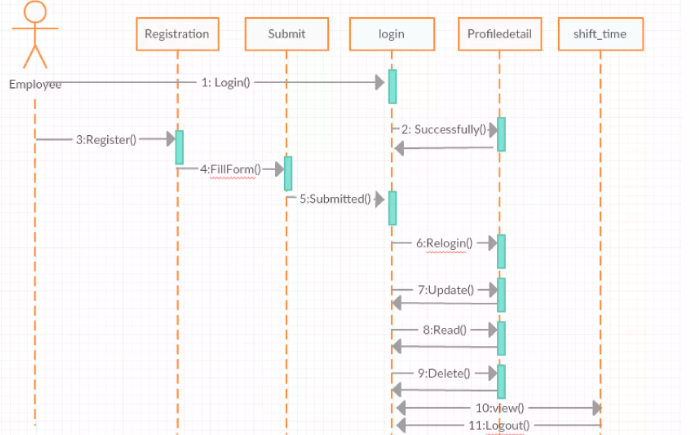 Registration
Submit
login
Profiledetail
shift_time
Employee
1: Login()
2: Successfully()
3:Register()
4:FillForm()
5:Submitted()
6:Relogin()
7:Update()
8:Read()
9:Delete()
10:view()
11:Logout()